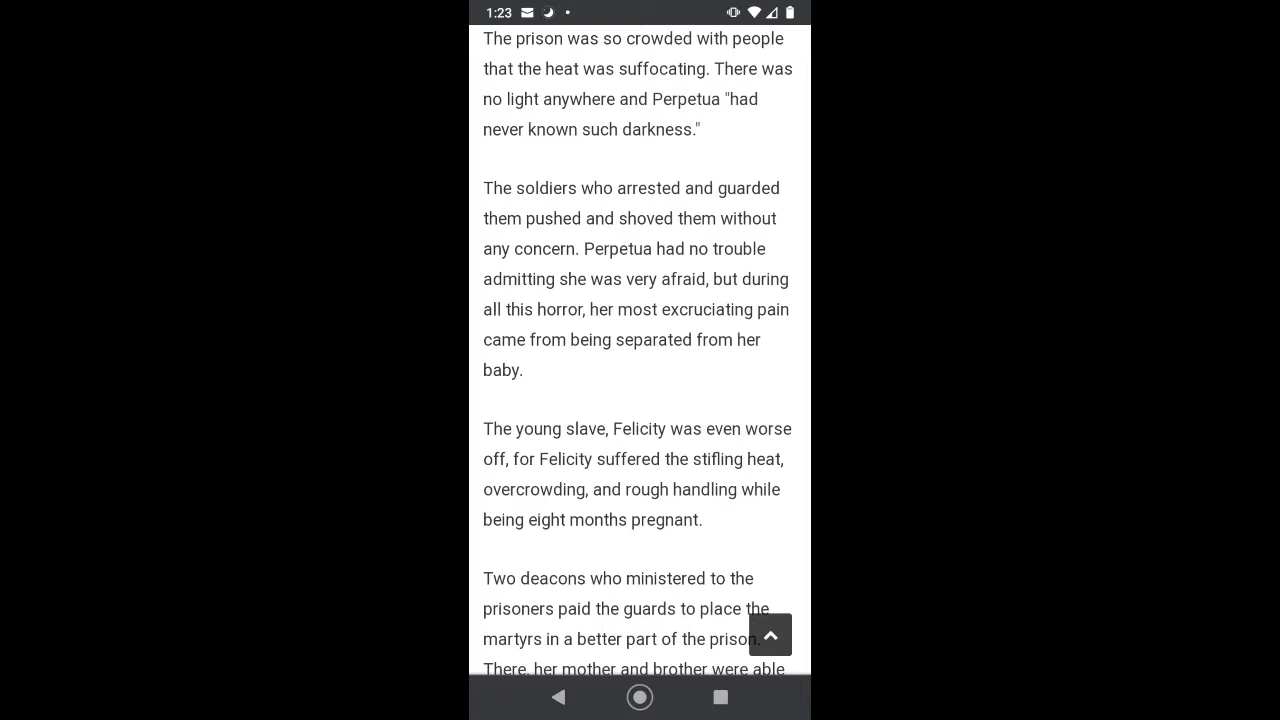 1:23
The prison was so crowded with people
that the heat was suffocating. There was
no light anywhere and Perpetua "had
never known such darkness."
The soldiers who arrested and guarded
them pushed and shoved them without
any concern. Perpetua had no trouble
admitting she was very afraid, but during
all this horror, her most excruciating pain
came from being separated from her
baby.
The young slave, Felicity was even worse
off, for Felicity suffered the stifling heat,
overcrowding, and rough handling while
being eight months pregnant.
Two deacons who ministered to the
prisoners paid the guards to place the
martyrs in a better part of the prison.
There, her mother and brother were able